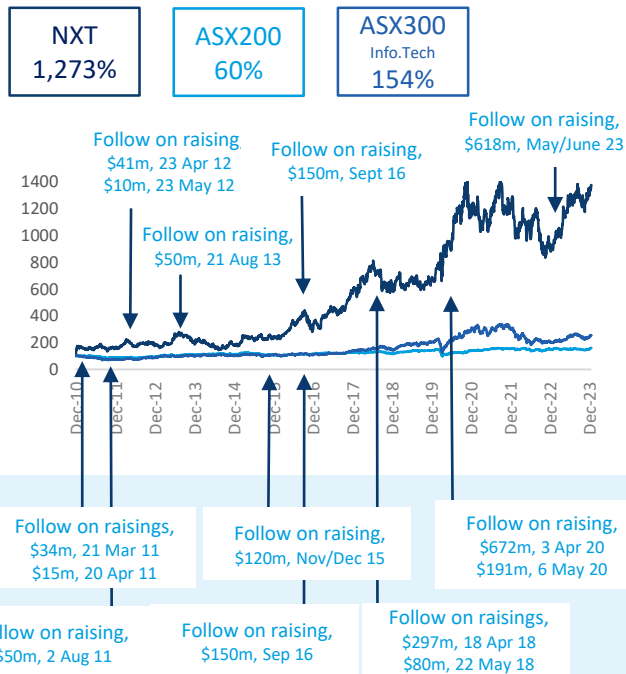 NXT
1,273%
ASX200
60%
ASX300
Info.Tech
154%
Follow on raising,
$41m, 23 Apr 12
$10m, 23 May 12
Follow on raising,
$150m, Sept 16
Follow on raising,
$618m, May/June 23
Follow on raising,
$50m, 21 Aug 13
1400
1200
1000
800
600
400
200
0
Dec-10
Dec-11
Dec-12
Dec-13
Dec-14
Dec-15
Dec-16
Dec-17
Dec-18
Dec-19
Dec-20
Dec-21
Dec-22
Dec-23
Follow on raisings,
$34m, 21 Mar 11
$15m, 20 Apr 11
Follow on raising,
$120m, Nov/Dec 15
Follow on raising,
$672m, 3 Apr 20
$191m, 6 May 20
llow on raising,
$50m, 2 Aug 11
Follow on raising,
$150m, Sep 16
Follow on raisings,
$297m, 18 Apr 18
$80m, 22 May 18